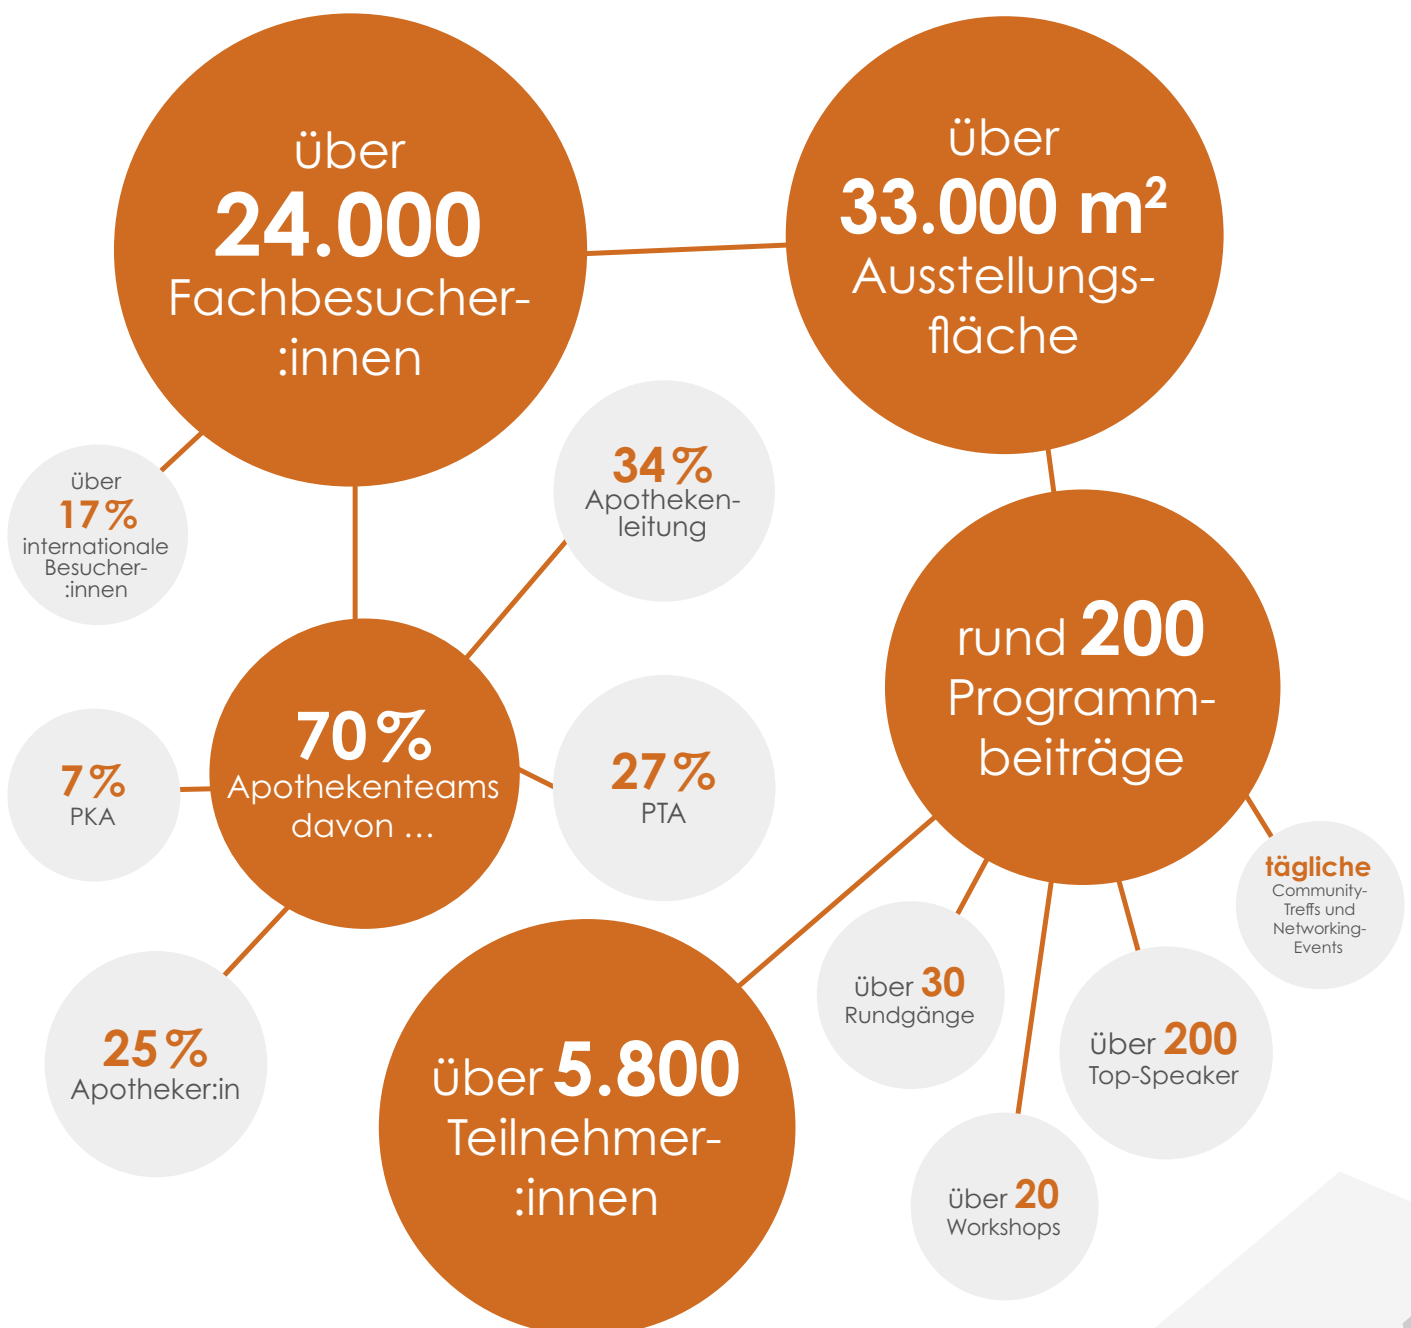 über
24.000
Fachbesucher-
:innen
über
33.000 m²
Ausstellungs-
fläche
über
17 %
internationale
Besucher-
:innen
34 %
Apotheken-
leitung
70 %
Apothekenteams
davon ...
7 %
PKA
27 %
PTA
25 %
Apotheker:in
rund 200
Programm-
beiträge
über 5.800
Teilnehmer-
:innen
über 30
Rundgänge
über 20
Workshops
über 200
Top-Speaker
tägliche
Community-
Treffs und
Networking-
Events